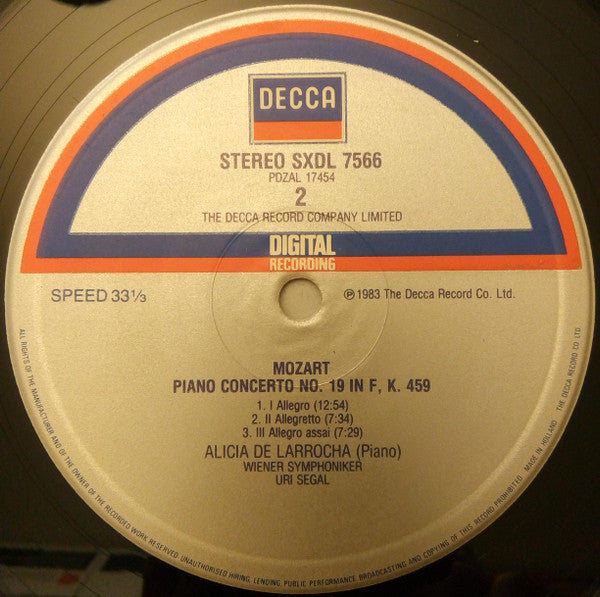 DECCA
STEREO SXDL 7566
PDZAL 17454
2
THE DECCA RECORD COMPANY LIMITED
DIGITAL
RECORDING
SPEED 33⅓
℗ 1983 The Decca Record Co. Ltd.
MOZART
PIANO CONCERTO NO. 19 IN F, K. 459
1. I Allegro (12:54)
2. II Allegretto (7:34)
3. III Allegro assai (7:29)
ALICIA DE LARROCHA (Piano)
WIENER SYMPHONIKER
URI SEGAL
ALL RIGHTS OF THE MANUFACTURER AND OF THE OWNER OF THE RECORDED WORK RESERVED. UNAUTHORISED HIRING, LENDING, PUBLIC PERFORMANCE, BROADCASTING AND COPYING OF THIS RECORD PROHIBITED. MADE IN HOLLAND THE DECCA RECORD CO LTD